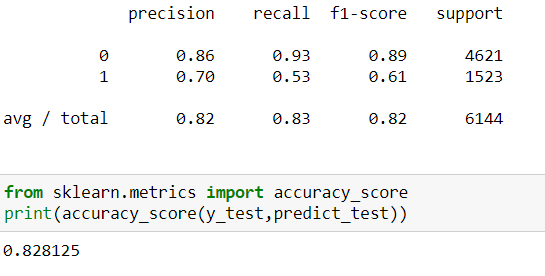 precision recall f1-score support
0 0.86 0.93 0.89 4621
1 0.70 0.53 0.61 1523
avg / total 0.82 0.83 0.82 6144
from sklearn.metrics import accuracy_score
print(accuracy_score(y_test,predict_test))
0.828125